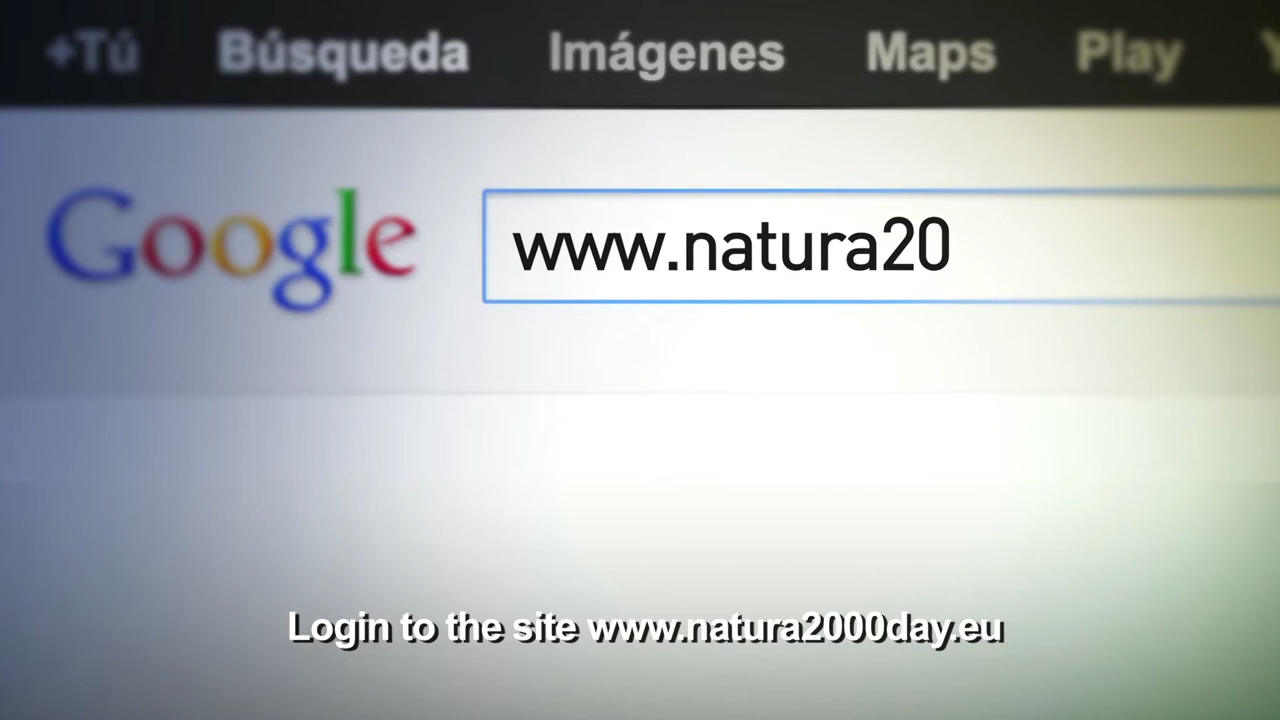 +Tú Búsqueda Imágenes Maps Play
Google www.natura20
Login to the site www.natura2000day.eu